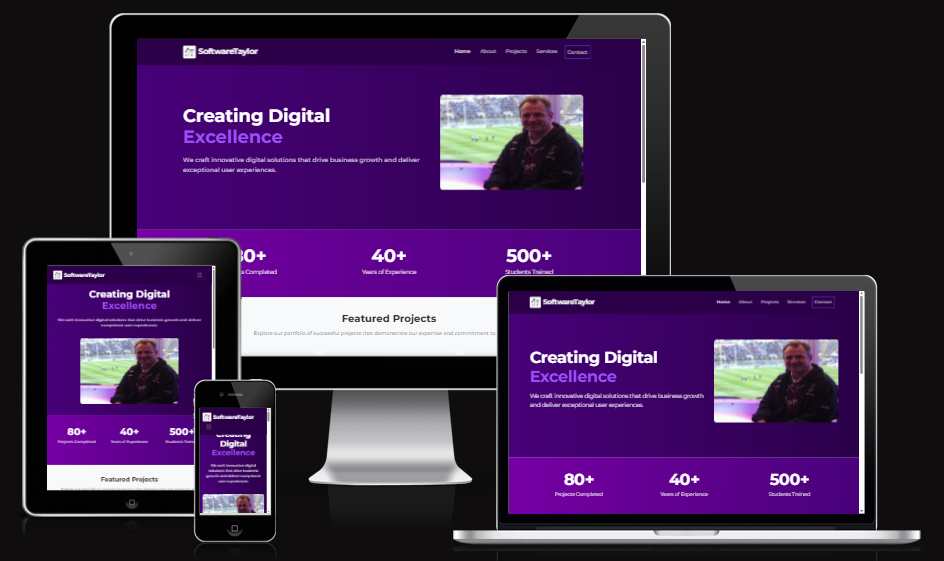 SoftwareTaylor
Home About Projects Services Contact
Creating Digital
Excellence
We craft innovative digital solutions that drive business growth and deliver
exceptional user experiences.
80+ 40+ 500+
s Completed Years of Experience Students Trained
Featured Projects
Explore our portfolio of successful projects that demonstrate our expertise and commitment to
SoftwareTaylor
Creating Digital
Excellence
We craft innovative digital solutions that drive business growth and deliver
exceptional user experiences.
80+ 40+ 500+
Projects Completed Years of Experience Students Train
Featured Projects
SoftwareTaylor
Creating
Digital
Excellence
We craft innovative digital
solutions that drive business
growth and deliver exceptional
user experiences.
SoftwareTaylor
Home About Projects Services Contact
Creating Digital
Excellence
We craft innovative digital solutions that drive business growth
and deliver exceptional user experiences.
80+ 40+ 500+
Projects Completed Years of Experience Students Trained